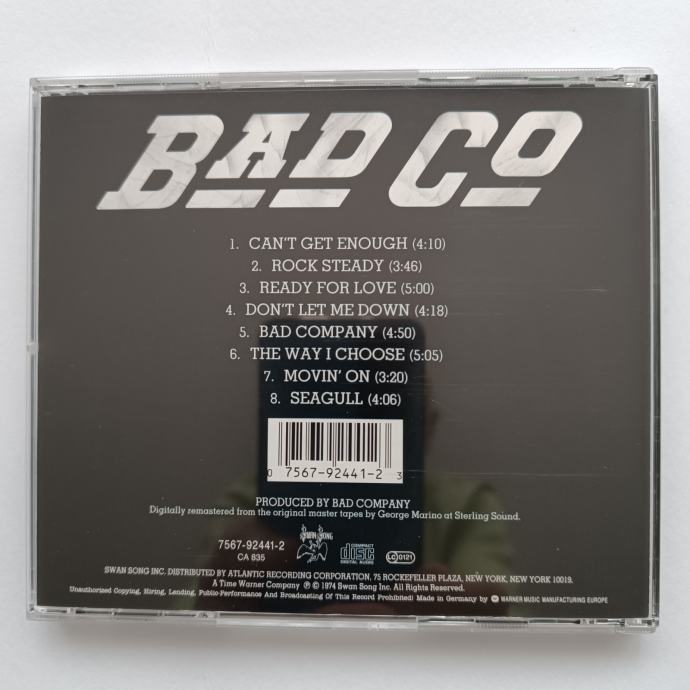 BAD CO
1. CAN'T GET ENOUGH (4:10)
2. ROCK STEADY (3:46)
3. READY FOR LOVE (5:00)
4. DON'T LET ME DOWN (4:18)
5. BAD COMPANY (4:50)
6. THE WAY I CHOOSE (5:05)
7. MOVIN' ON (3:20)
8. SEAGULL (4:06)
0 7567-92441-2 3
PRODUCED BY BAD COMPANY
Digitally remastered from the original master tapes by George Marino at Sterling Sound.
7567-92441-2
CA 835
SWAN SONG
COMPACT
disc
DIGITAL AUDIO
LC 0121
SWAN SONG INC. DISTRIBUTED BY ATLANTIC RECORDING CORPORATION, 75 ROCKEFELLER PLAZA, NEW YORK, NEW YORK 10019.
A Time Warner Company ℗ © 1974 Swan Song Inc. All Rights Reserved.
Unauthorized Copying, Hiring, Lending, Public-Performance And Broadcasting Of This Record Prohibited! Made in Germany by WARNER MUSIC MANUFACTURING EUROPE